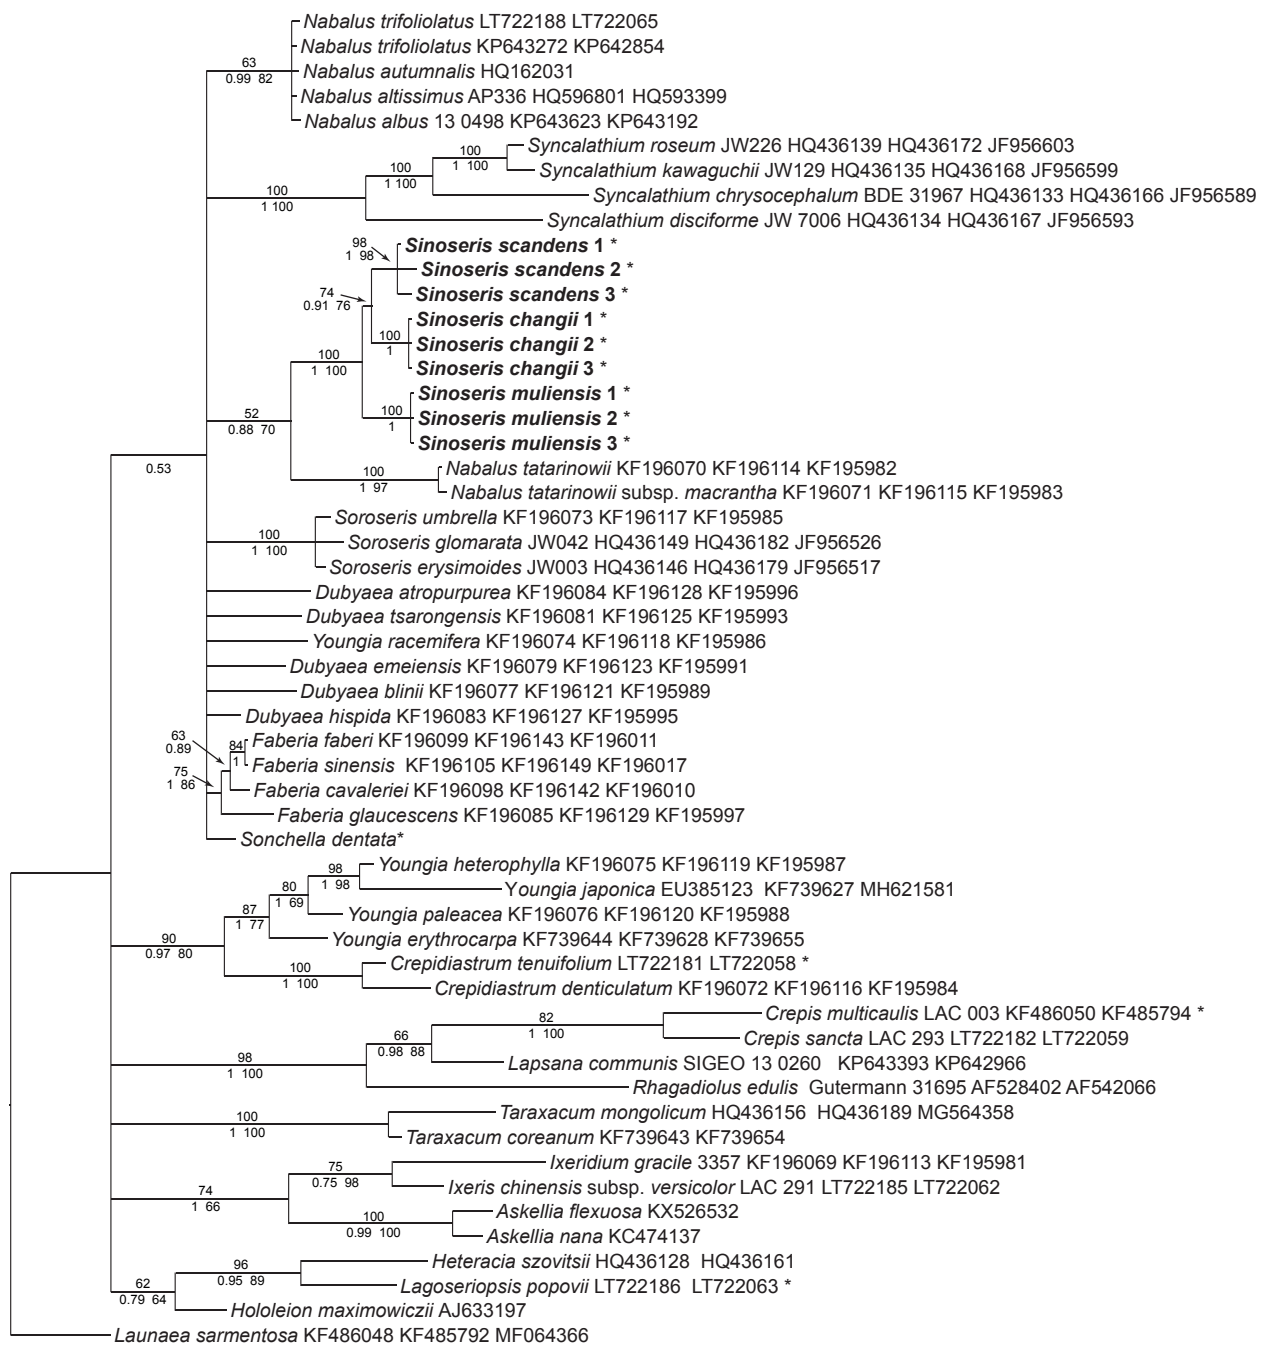 Nabalus trifoliolatus LT722188 LT722065
Nabalus trifoliolatus KP643272 KP642854
63
0.99 82
Nabalus autumnalis HQ162031
Nabalus altissimus AP336 HQ596801 HQ593399
Nabalus albus 13 0498 KP643623 KP643192
100
1 100
Syncalathium roseum JW226 HQ436139 HQ436172 JF956603
100
1 100
Syncalathium kawaguchii JW129 HQ436135 HQ436168 JF956599
100
1 100
Syncalathium chrysocephalum BDE 31967 HQ436133 HQ436166 JF956589
Syncalathium disciforme JW 7006 HQ436134 HQ436167 JF956593
98
1 98
Sinoseris scandens 1 *
Sinoseris scandens 2 *
74
0.91 76
Sinoseris scandens 3 *
Sinoseris changii 1 *
100
1
Sinoseris changii 2 *
100
1 100
Sinoseris changii 3 *
Sinoseris muliensis 1 *
100
1
Sinoseris muliensis 2 *
52
0.88 70
Sinoseris muliensis 3 *
0.53
Nabalus tatarinowii KF196070 KF196114 KF195982
100
1 97
Nabalus tatarinowii subsp. macrantha KF196071 KF196115 KF195983
Soroseris umbrella KF196073 KF196117 KF195985
100
1 100
Soroseris glomarata JW042 HQ436149 HQ436182 JF956526
Soroseris erysimoides JW003 HQ436146 HQ436179 JF956517
Dubyaea atropurpurea KF196084 KF196128 KF195996
Dubyaea tsarongensis KF196081 KF196125 KF195993
Youngia racemifera KF196074 KF196118 KF195986
Dubyaea emeiensis KF196079 KF196123 KF195991
Dubyaea blinii KF196077 KF196121 KF195989
Dubyaea hispida KF196083 KF196127 KF195995
63
0.89
84
1
Faberia faberi KF196099 KF196143 KF196011
Faberia sinensis KF196105 KF196149 KF196017
75
1 86
Faberia cavaleriei KF196098 KF196142 KF196010
Faberia glaucescens KF196085 KF196129 KF195997
Sonchella dentata*
98
1 98
Youngia heterophylla KF196075 KF196119 KF195987
80
1 69
Youngia japonica EU385123 KF739627 MH621581
87
1 77
Youngia paleacea KF196076 KF196120 KF195988
90
0.97 80
Youngia erythrocarpa KF739644 KF739628 KF739655
100
1 100
Crepidiastrum tenuifolium LT722181 LT722058 *
Crepidiastrum denticulatum KF196072 KF196116 KF195984
82
1 100
Crepis multicaulis LAC 003 KF486050 KF485794 *
66
0.98 88
Crepis sancta LAC 293 LT722182 LT722059
98
1 100
Lapsana communis SIGEO 13 0260 KP643393 KP642966
Rhagadiolus edulis Gutermann 31695 AF528402 AF542066
100
1 100
Taraxacum mongolicum HQ436156 HQ436189 MG564358
Taraxacum coreanum KF739643 KF739654
75
0.75 98
Ixeridium gracile 3357 KF196069 KF196113 KF195981
74
1 66
Ixeris chinensis subsp. versicolor LAC 291 LT722185 LT722062
100
0.99 100
Askellia flexuosa KX526532
Askellia nana KC474137
96
0.95 89
Heteracia szovitsii HQ436128 HQ436161
62
0.79 64
Lagoseriopsis popovii LT722186 LT722063 *
Hololeion maximowiczii AJ633197
Launaea sarmentosa KF486048 KF485792 MF064366